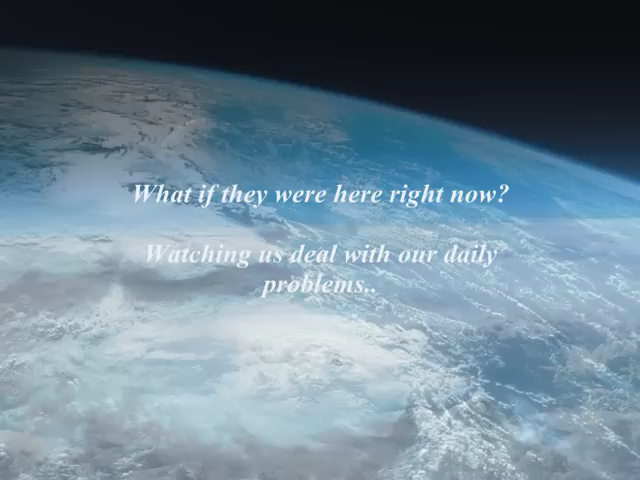 What if they were here right now?
Watching us deal with our daily
problems..